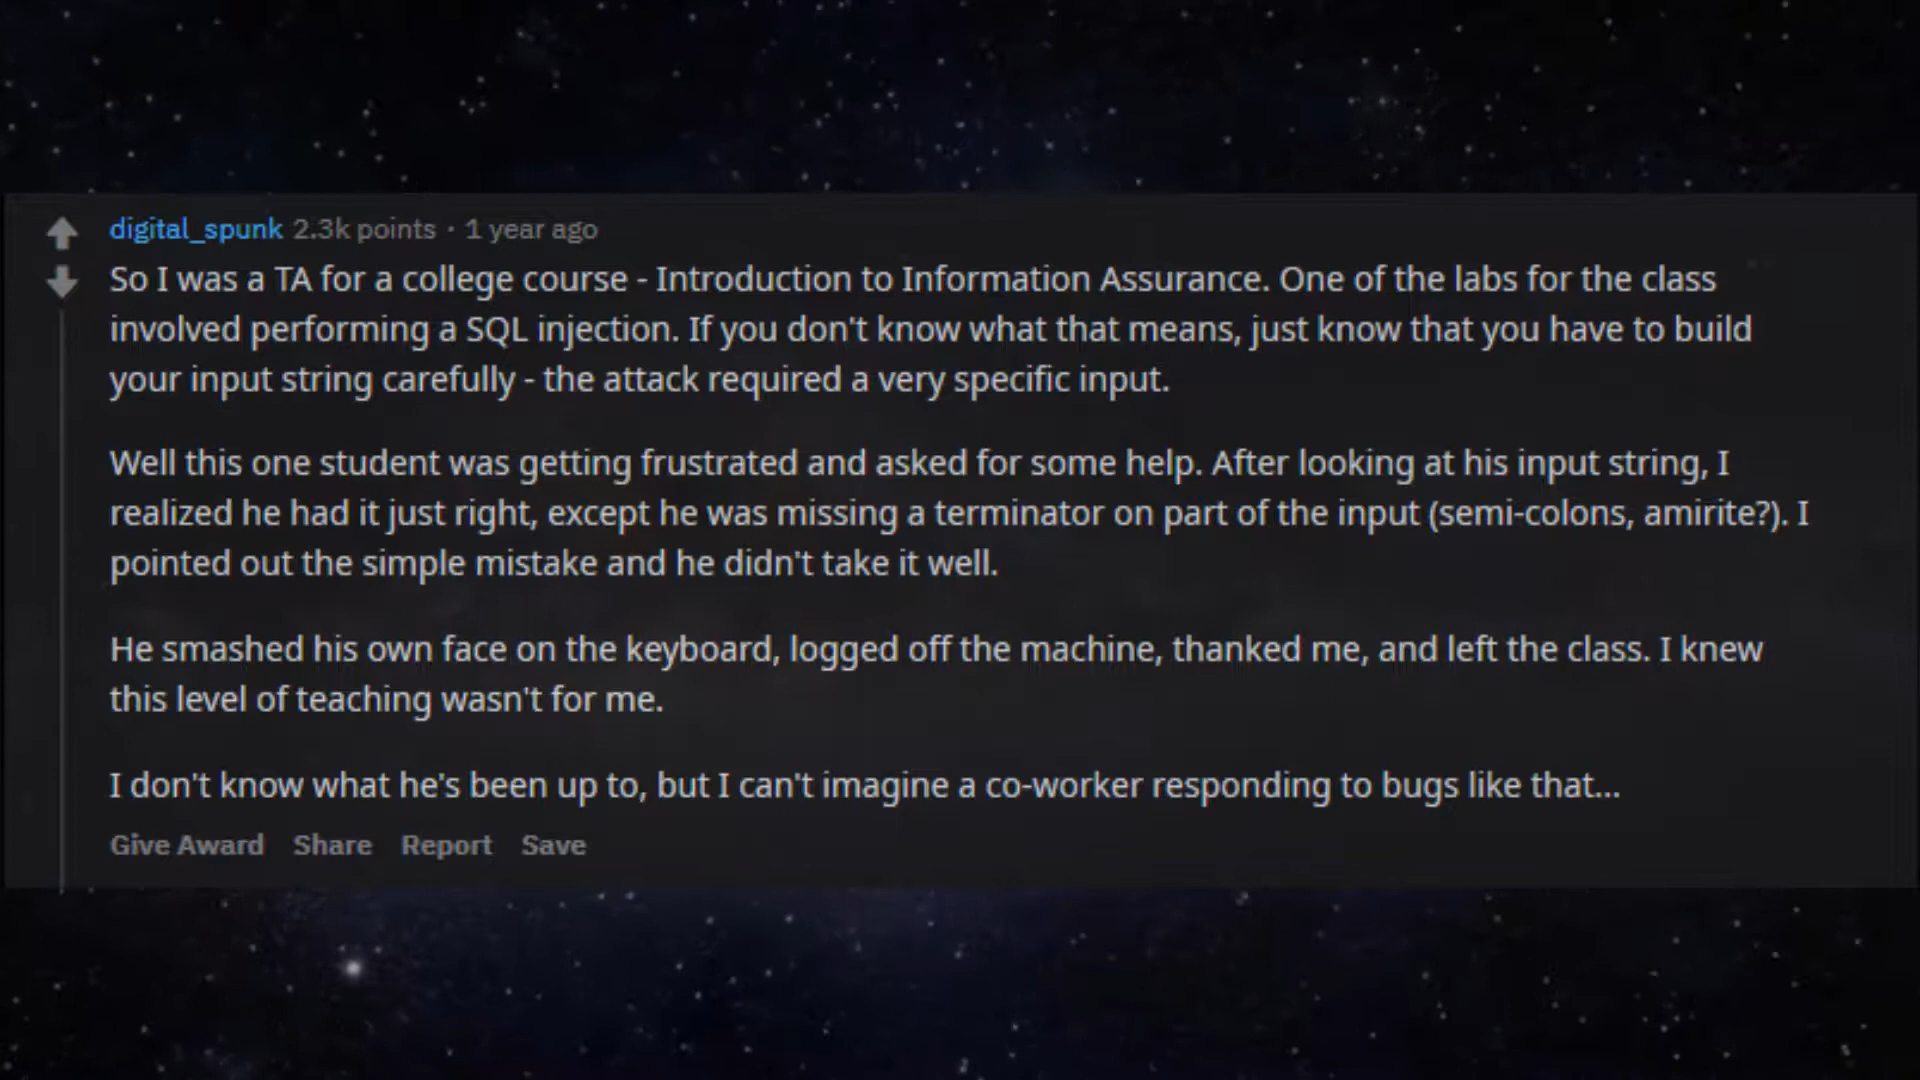 digital_spunk 2.3k points · 1 year ago
So I was a TA for a college course - Introduction to Information Assurance. One of the labs for the class
involved performing a SQL injection. If you don't know what that means, just know that you have to build
your input string carefully - the attack required a very specific input.
Well this one student was getting frustrated and asked for some help. After looking at his input string, I
realized he had it just right, except he was missing a terminator on part of the input (semi-colons, amirite?). I
pointed out the simple mistake and he didn't take it well.
He smashed his own face on the keyboard, logged off the machine, thanked me, and left the class. I knew
this level of teaching wasn't for me.
I don't know what he's been up to, but I can't imagine a co-worker responding to bugs like that...
Give Award Share Report Save